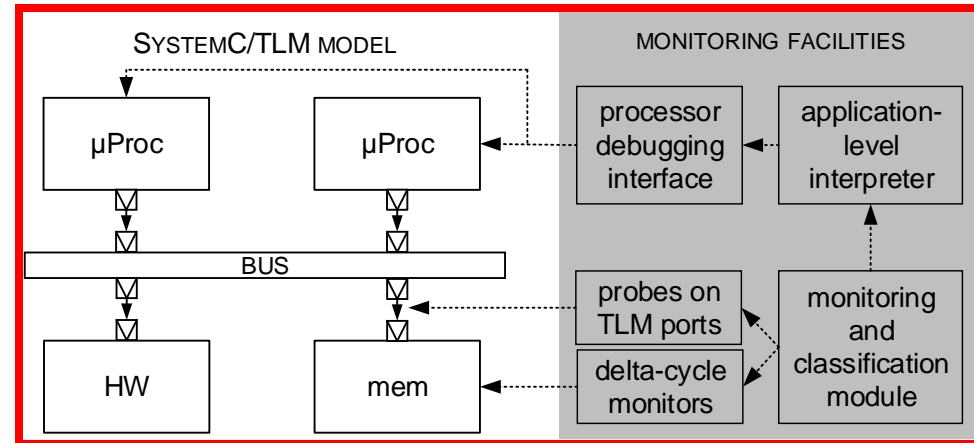 SYSTEMC/TLM MODEL
MONITORING FACILITIES
µProc
µProc
processor
debugging
interface
application-
level
interpreter
BUS
probes on
TLM ports
monitoring
and
classification
module
HW
mem
delta-cycle
monitors